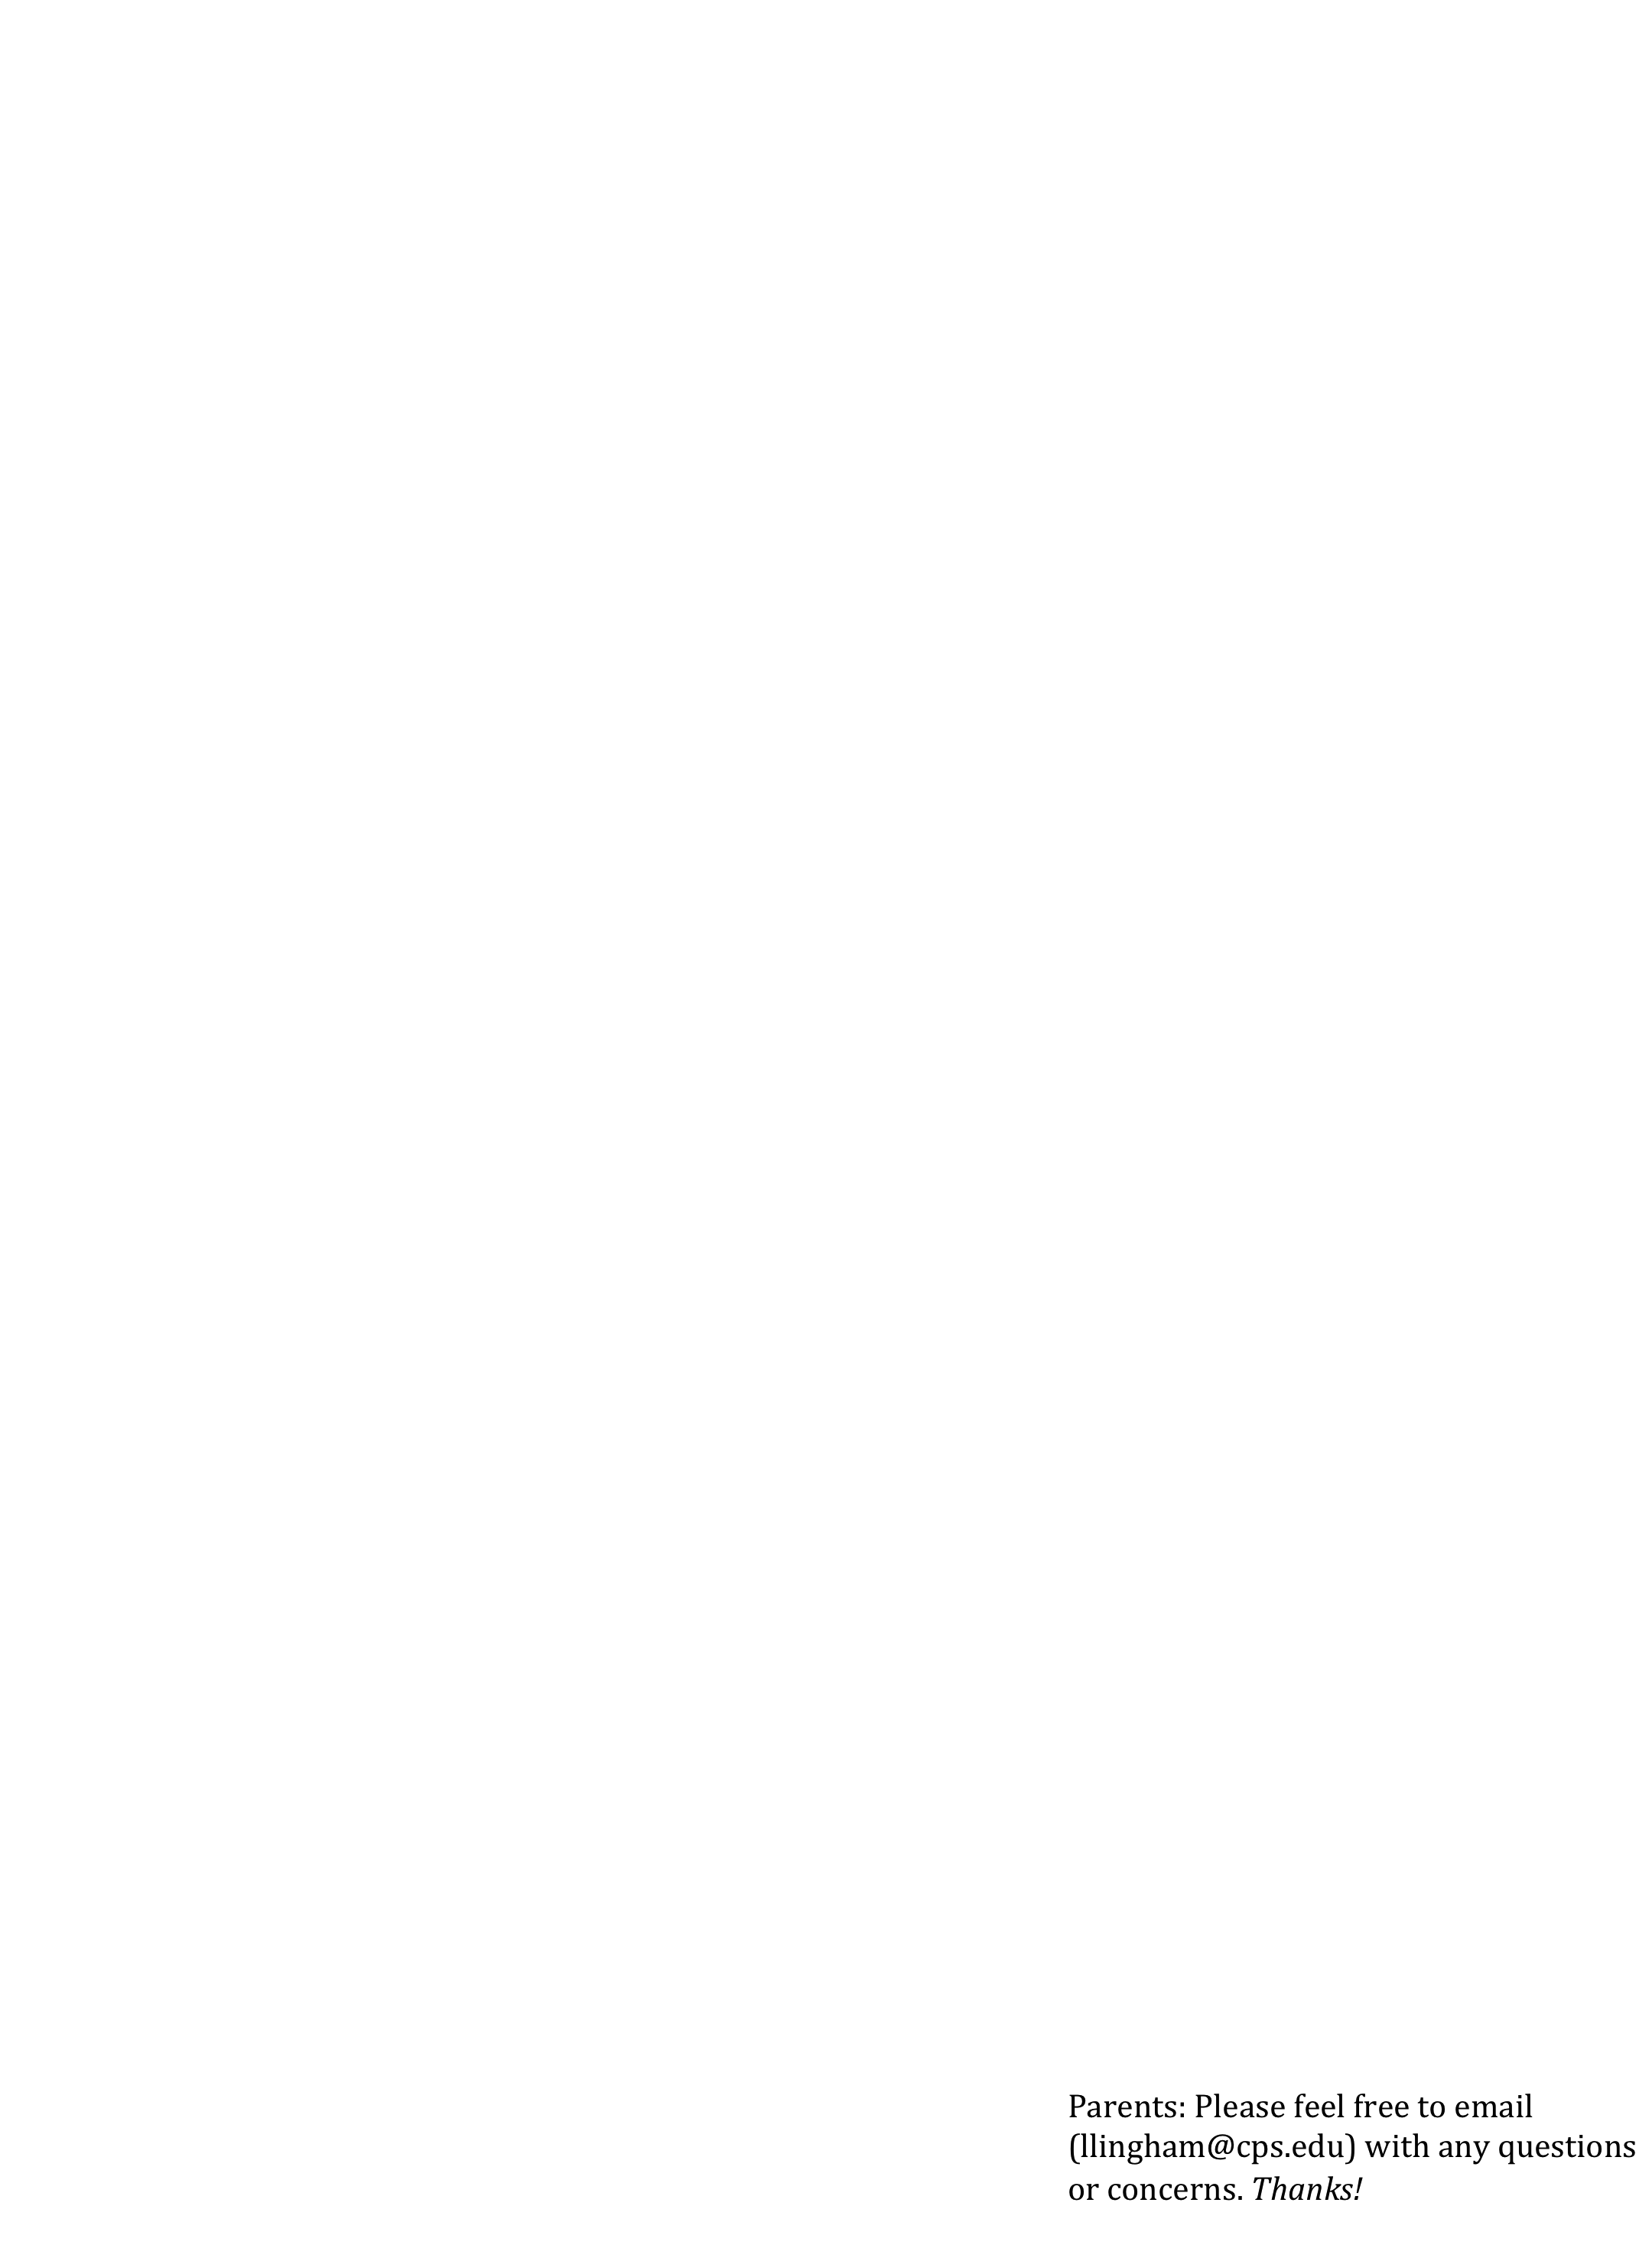 Parents: Please feel free to email
(llingham@cps.edu) with any questions
or concerns. Thanks!